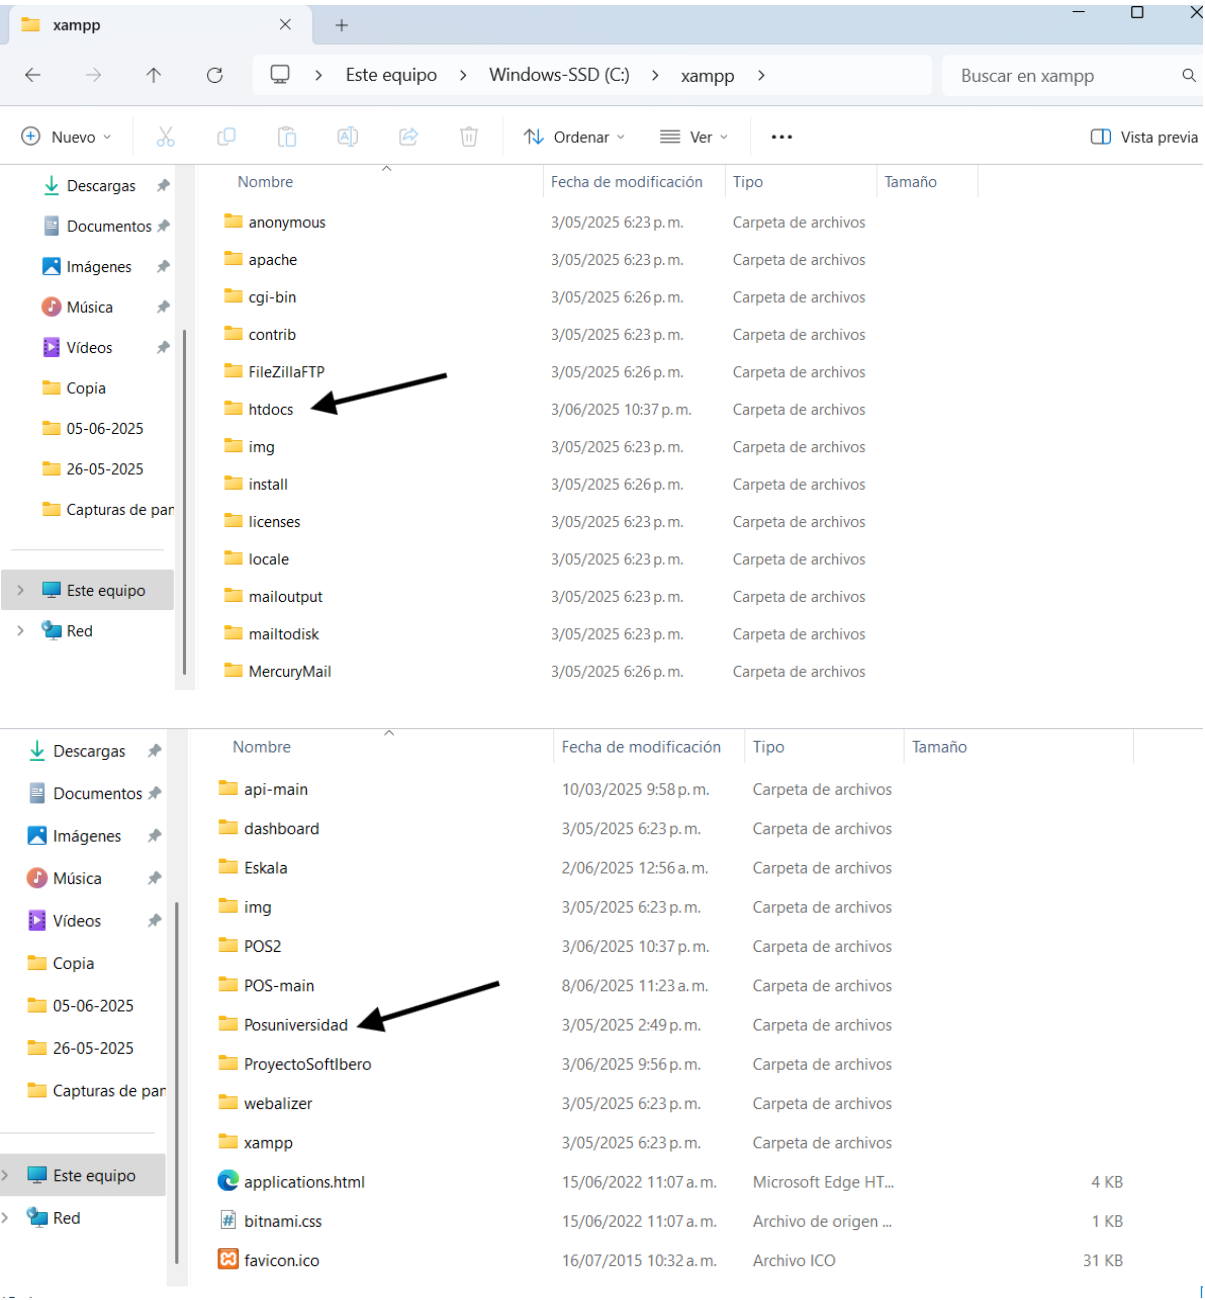 xampp
Este equipo > Windows-SSD (C:) > xampp >
Buscar en xampp
Nuevo
Ordenar
Ver
Vista previa
Nombre Fecha de modificación Tipo Tamaño
Descargas
Documentos
Imágenes
Música
Vídeos
Copia
05-06-2025
26-05-2025
Capturas de pan
Este equipo
Red
anonymous 3/05/2025 6:23 p. m. Carpeta de archivos
apache 3/05/2025 6:23 p. m. Carpeta de archivos
cgi-bin 3/05/2025 6:26 p. m. Carpeta de archivos
contrib 3/05/2025 6:23 p. m. Carpeta de archivos
FileZillaFTP 3/05/2025 6:26 p. m. Carpeta de archivos
htdocs 3/06/2025 10:37 p. m. Carpeta de archivos
img 3/05/2025 6:23 p. m. Carpeta de archivos
install 3/05/2025 6:26 p. m. Carpeta de archivos
licenses 3/05/2025 6:23 p. m. Carpeta de archivos
locale 3/05/2025 6:23 p. m. Carpeta de archivos
mailoutput 3/05/2025 6:23 p. m. Carpeta de archivos
mailtodisk 3/05/2025 6:23 p. m. Carpeta de archivos
MercuryMail 3/05/2025 6:26 p. m. Carpeta de archivos
Nombre Fecha de modificación Tipo Tamaño
Descargas
Documentos
Imágenes
Música
Vídeos
Copia
05-06-2025
26-05-2025
Capturas de pan
Este equipo
Red
api-main 10/03/2025 9:58 p. m. Carpeta de archivos
dashboard 3/05/2025 6:23 p. m. Carpeta de archivos
Eskala 2/06/2025 12:56 a. m. Carpeta de archivos
img 3/05/2025 6:23 p. m. Carpeta de archivos
POS2 3/06/2025 10:37 p. m. Carpeta de archivos
POS-main 8/06/2025 11:23 a. m. Carpeta de archivos
Posuniversidad 3/05/2025 2:49 p. m. Carpeta de archivos
ProyectoSoftIbero 3/06/2025 9:56 p. m. Carpeta de archivos
webalizer 3/05/2025 6:23 p. m. Carpeta de archivos
xampp 3/05/2025 6:23 p. m. Carpeta de archivos
applications.html 15/06/2022 11:07 a. m. Microsoft Edge HT... 4 KB
bitnami.css 15/06/2022 11:07 a. m. Archivo de origen ... 1 KB
favicon.ico 16/07/2015 10:32 a. m. Archivo ICO 31 KB